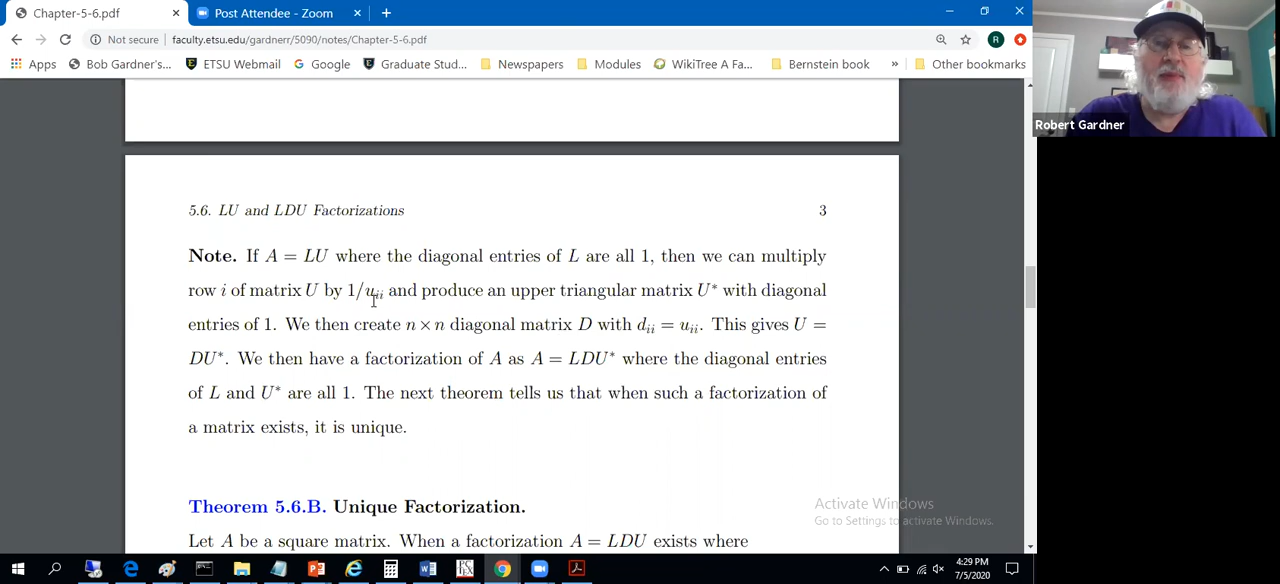 Chapter-5-6.pdf
Post Attendee - Zoom
Not secure
faculty.etsu.edu/gardnerr/5090/notes/Chapter-5-6.pdf
R
Apps
Bob Gardner's...
ETSU Webmail
Google
Graduate Stud...
Newspapers
Modules
WikiTree A Fa...
Bernstein book
»
Other bookmarks
Robert Gardner
5.6. LU and LDU Factorizations
3
Note. If A = LU where the diagonal entries of L are all 1, then we can multiply
row i of matrix U by 1/uᵢᵢ and produce an upper triangular matrix U* with diagonal
entries of 1. We then create n × n diagonal matrix D with dᵢᵢ = uᵢᵢ. This gives U =
DU*. We then have a factorization of A as A = LDU* where the diagonal entries
of L and U* are all 1. The next theorem tells us that when such a factorization of
a matrix exists, it is unique.
Theorem 5.6.B. Unique Factorization.
Let A be a square matrix. When a factorization A = LDU exists where
Activate Windows
Go to Settings to activate Windows.
4:29 PM
7/5/2020